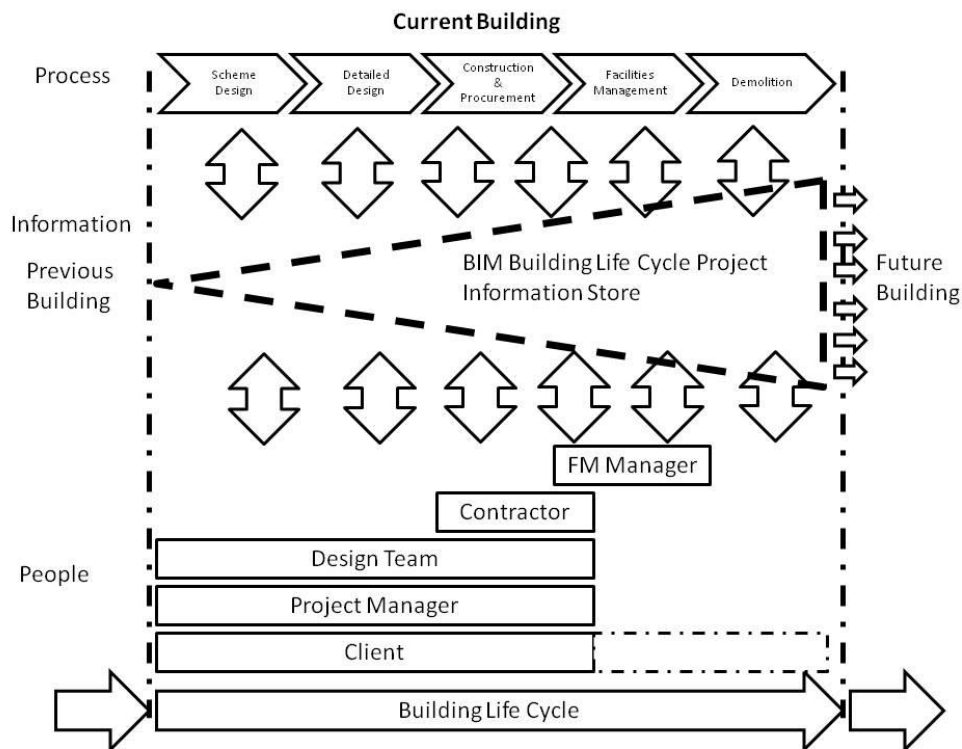 Current Building
Process
Scheme
Design
Detailed
Design
Construction
&
Procurement
Facilities
Management
Demolition
Information
Previous
Building
BIM Building Life Cycle Project
Information Store
Future
Building
FM Manager
Contractor
Design Team
People
Project Manager
Client
Building Life Cycle